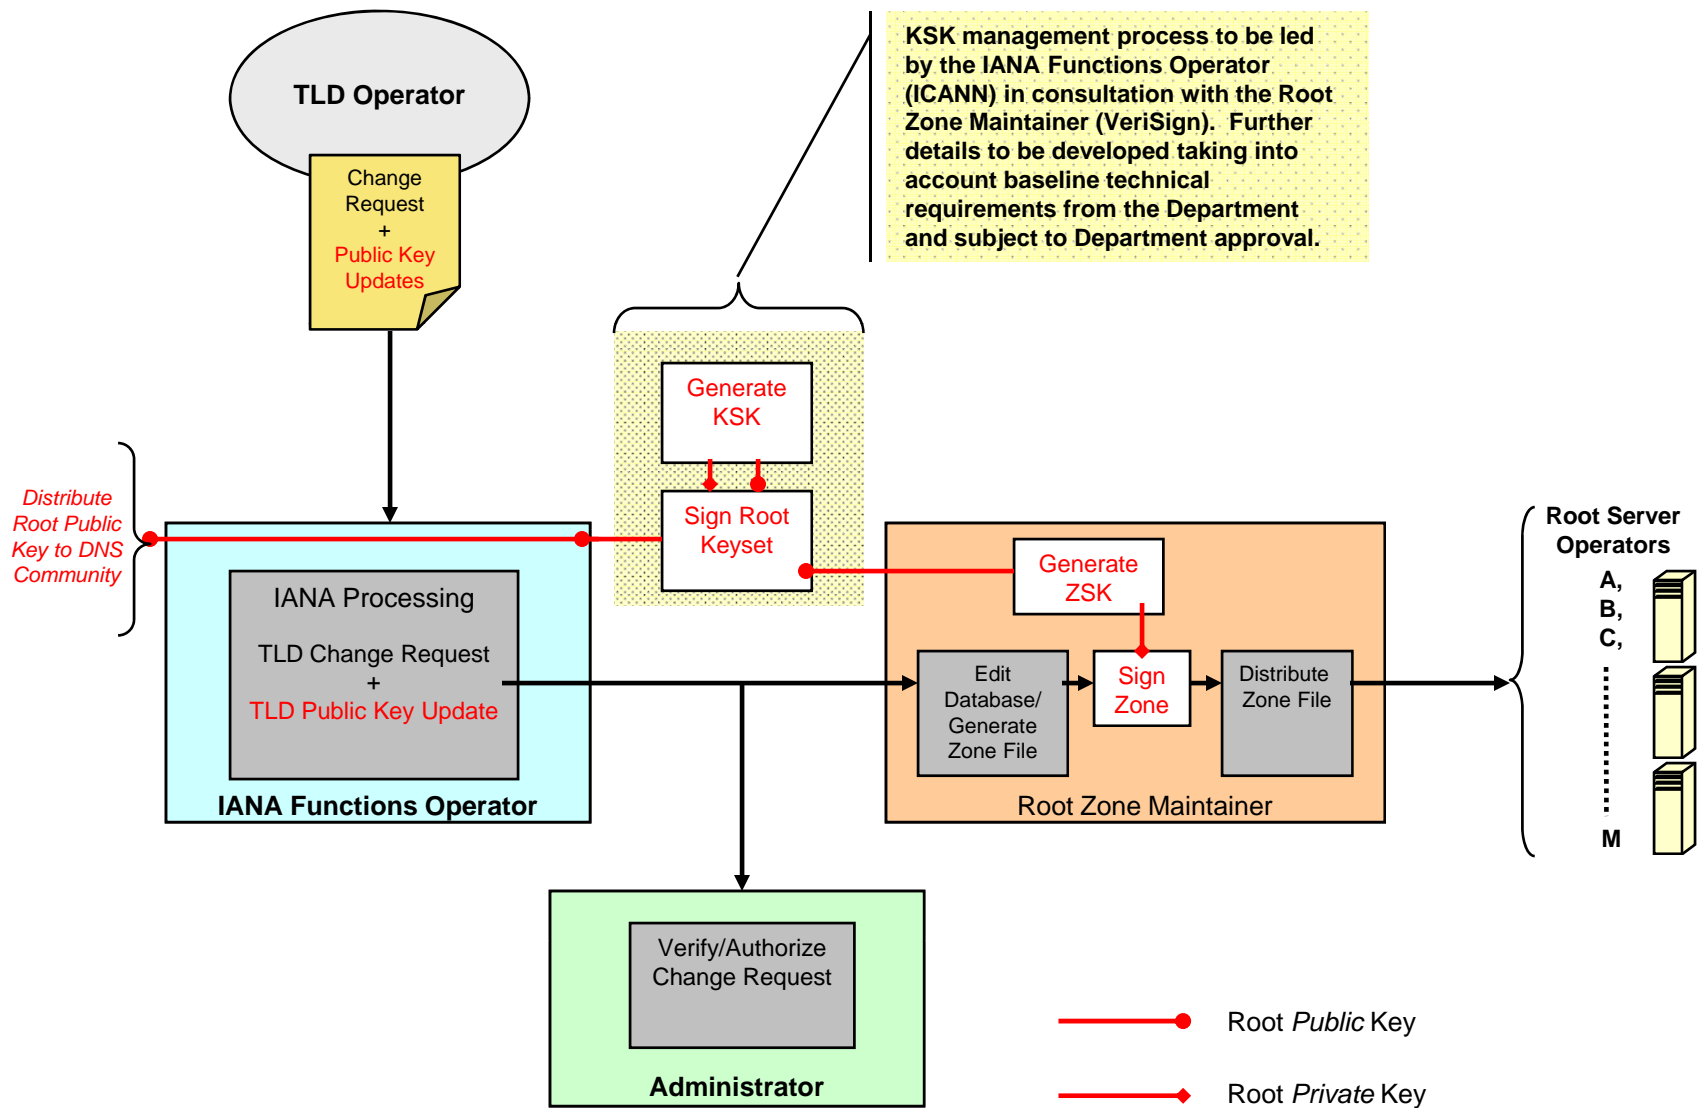 TLD Operator
Change
Request
+
Public Key
Updates
KSK management process to be led
by the IANA Functions Operator
(ICANN) in consultation with the Root
Zone Maintainer (VeriSign).  Further
details to be developed taking into
account baseline technical
requirements from the Department
and subject to Department approval.
Generate
KSK
Sign Root
Keyset
Distribute
Root Public
Key to DNS
Community
IANA Processing
TLD Change Request
+
TLD Public Key Update
IANA Functions Operator
Generate
ZSK
Edit
Database/
Generate
Zone File
Sign
Zone
Distribute
Zone File
Root Zone Maintainer
Root Server
Operators
A,
B,
C,
M
Verify/Authorize
Change Request
Administrator
Root Public Key
Root Private Key